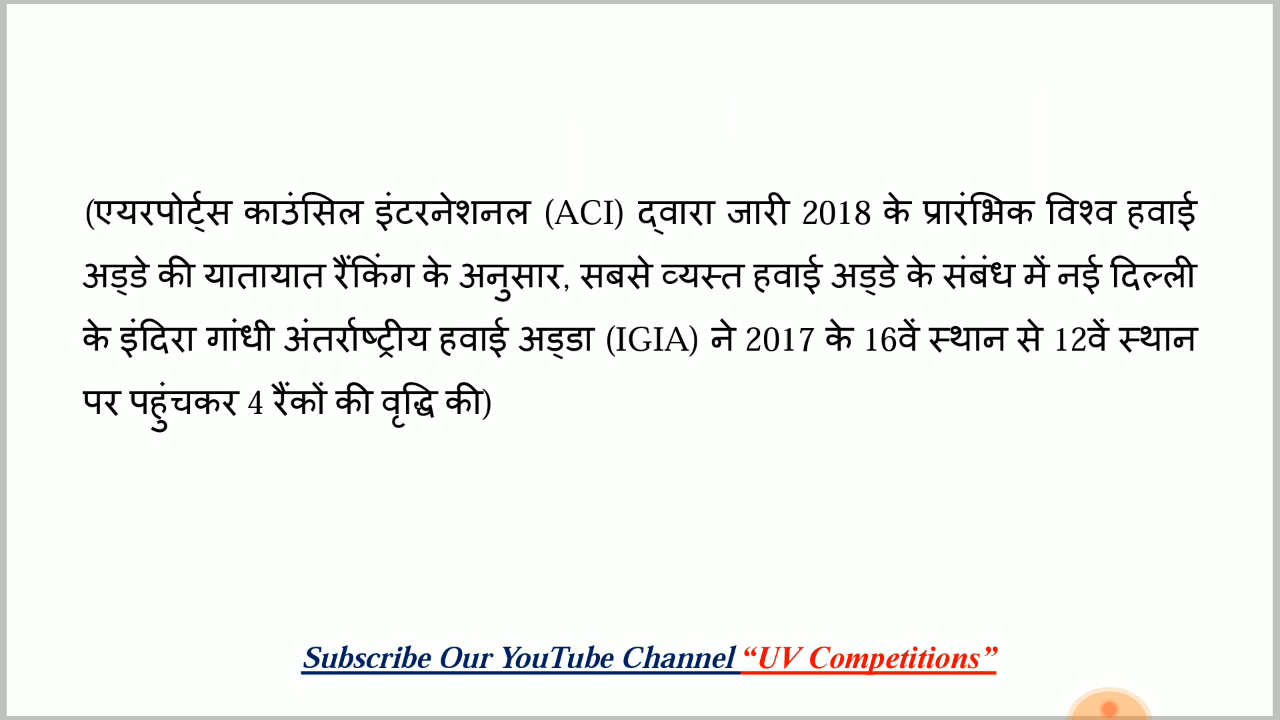 (एयरपोर्ट्स काउंसिल इंटरनेशनल (ACI) द्वारा जारी 2018 के प्रारंभिक विश्व हवाई
अड्डे की यातायात रैंकिंग के अनुसार, सबसे व्यस्त हवाई अड्डे के संबंध में नई दिल्ली
के इंदिरा गांधी अंतर्राष्ट्रीय हवाई अड्डा (IGIA) ने 2017 के 16वें स्थान से 12वें स्थान
पर पहुंचकर 4 रैंकों की वृद्धि की)
Subscribe Our YouTube Channel “UV Competitions”